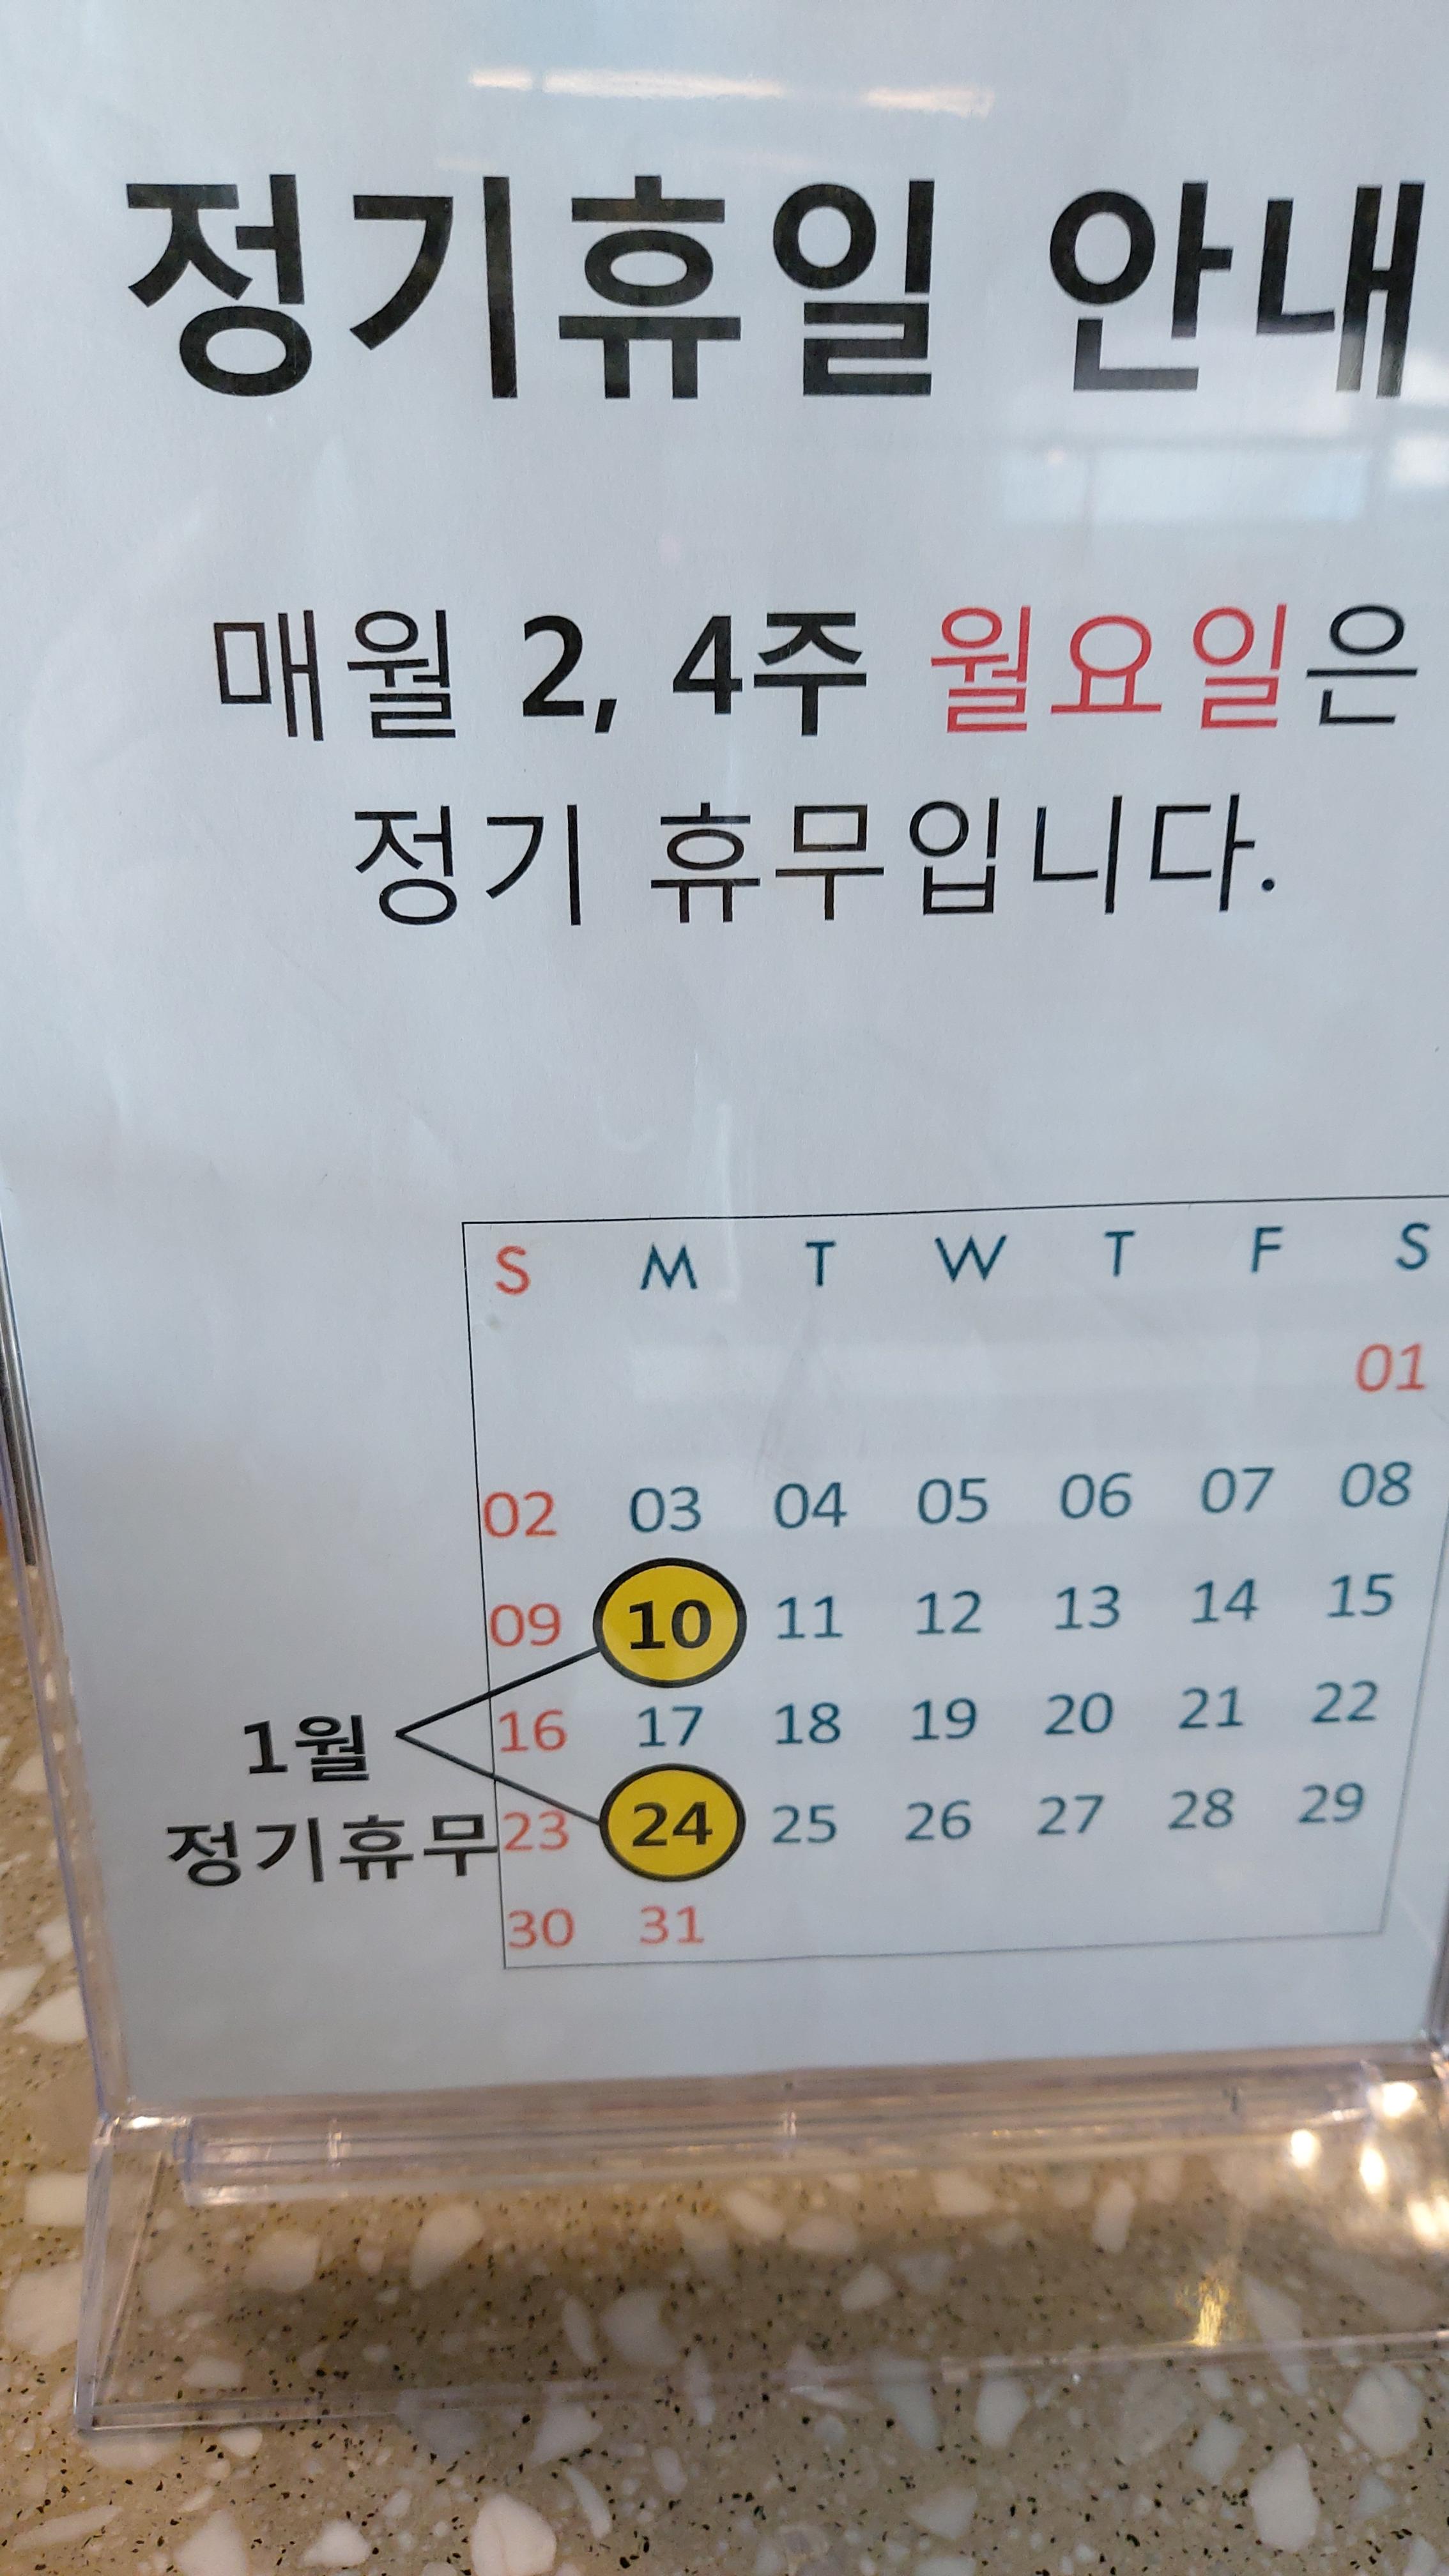 정기휴일 안내
매월 2, 4주 월요일은
정기 휴무입니다.
S M T W T F S
01
02 03 04 05 06 07 08
09 10 11 12 13 14 15
1월
16 17 18 19 20 21 22
정기휴무
23 24 25 26 27 28 29
30 31